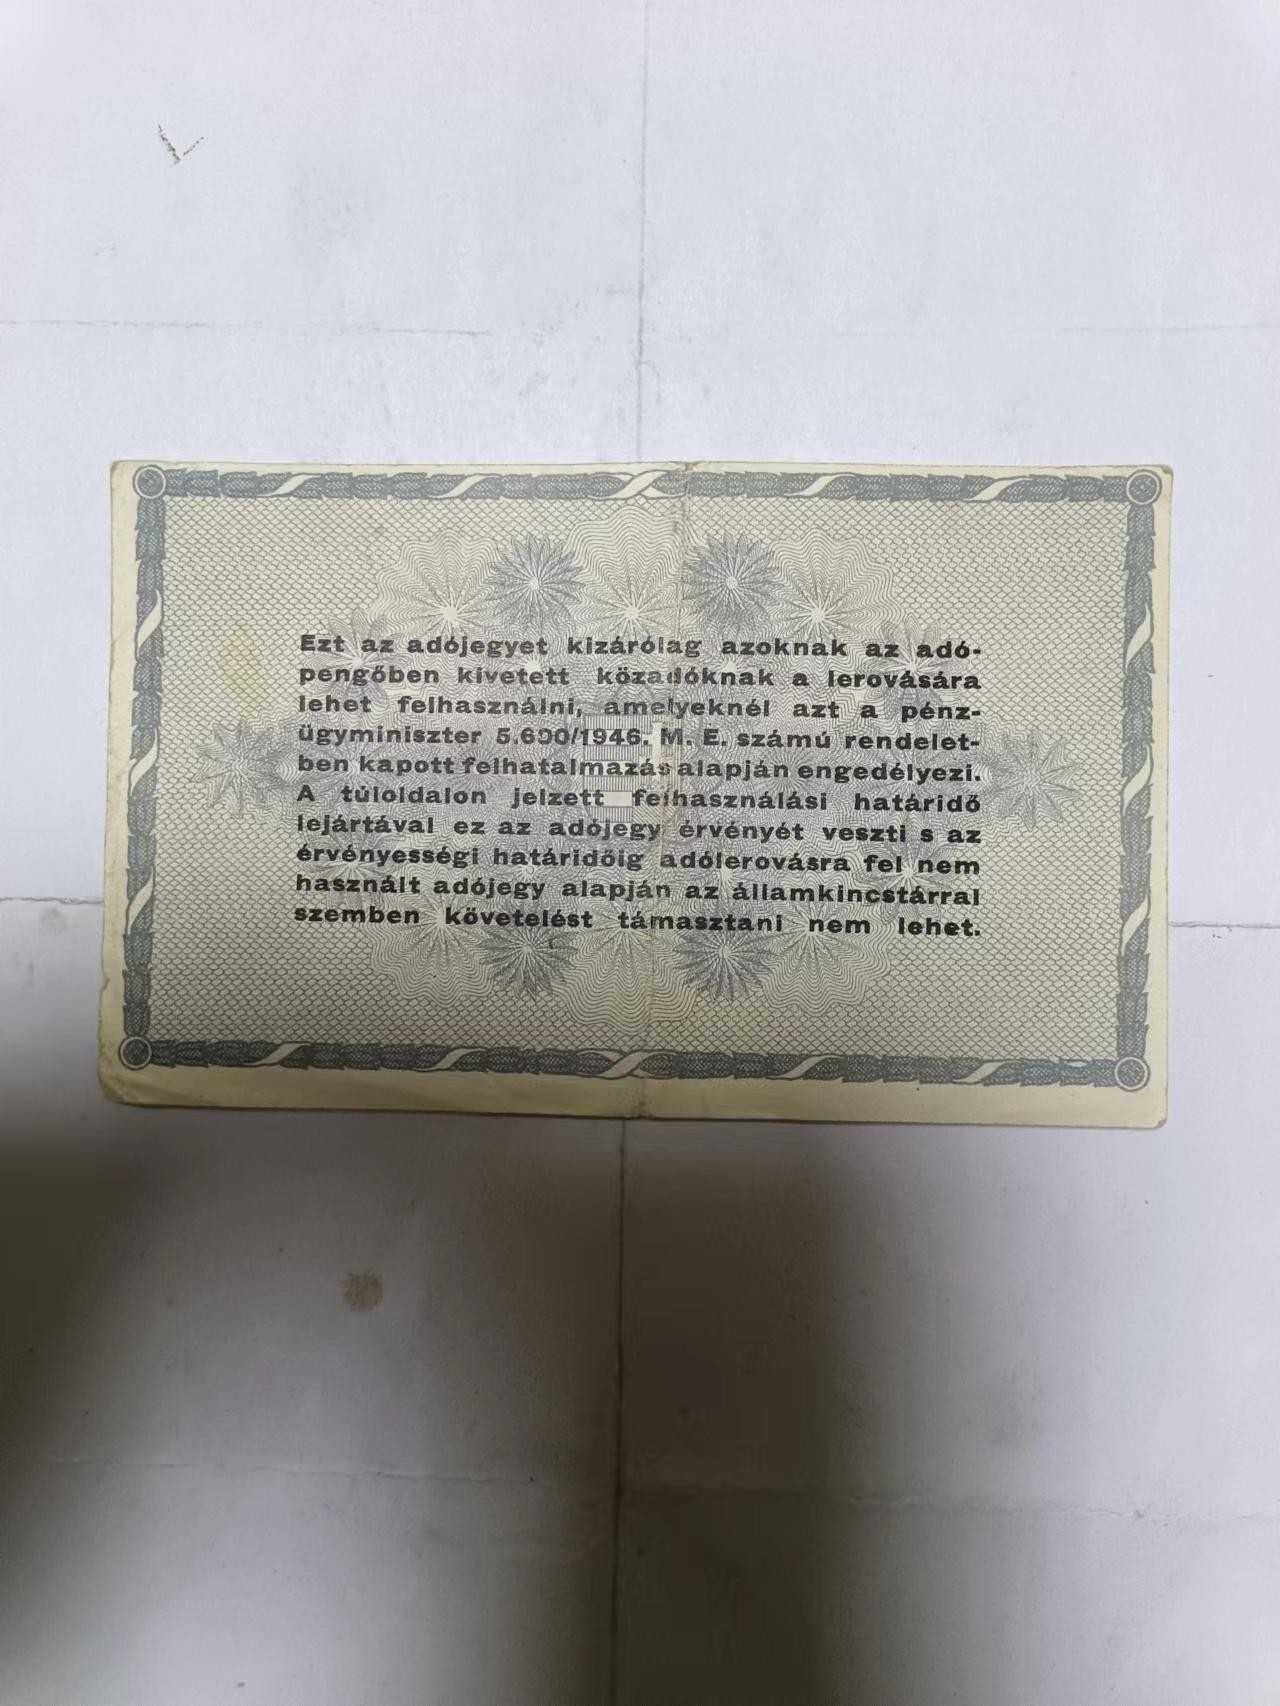 Ezt az adójegyet kizárólag azoknak az adó-
pengőben kivetett közadóknak a lerovására
lehet felhasználni, amelyeknél azt a pénz-
ügyminiszter 5.600/1946. M. E. számú rendelet-
ben kapott felhatalmazás alapján engedélyezi.
A túloldalon jelzett felhasználási határidő
lejártával ez az adójegy érvényét veszti s az
érvényességi határidőig adólerovásra fel nem
használt adójegy alapján az államkincstárral
szemben követelést támasztani nem lehet.